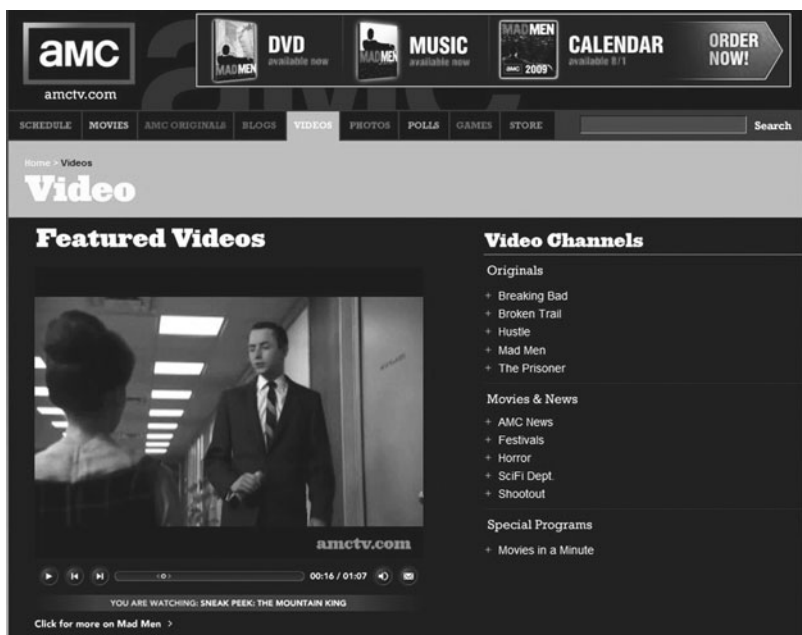 aMC
amctv.com
MADMEN
DVD
available now
MADMEN
MUSIC
available now
MADMEN
aMC 2009
CALENDAR
available 8/1
ORDER
NOW!
SCHEDULE MOVIES AMC ORIGINALS BLOGS VIDEOS PHOTOS POLLS GAMES STORE Search
Home > Videos
Video
Featured Videos
amctv.com
00:16 / 01:07
YOU ARE WATCHING: SNEAK PEEK: THE MOUNTAIN KING
Click for more on Mad Men >
Video Channels
Originals
+ Breaking Bad
+ Broken Trail
+ Hustle
+ Mad Men
+ The Prisoner
Movies & News
+ AMC News
+ Festivals
+ Horror
+ SciFi Dept.
+ Shootout
Special Programs
+ Movies in a Minute